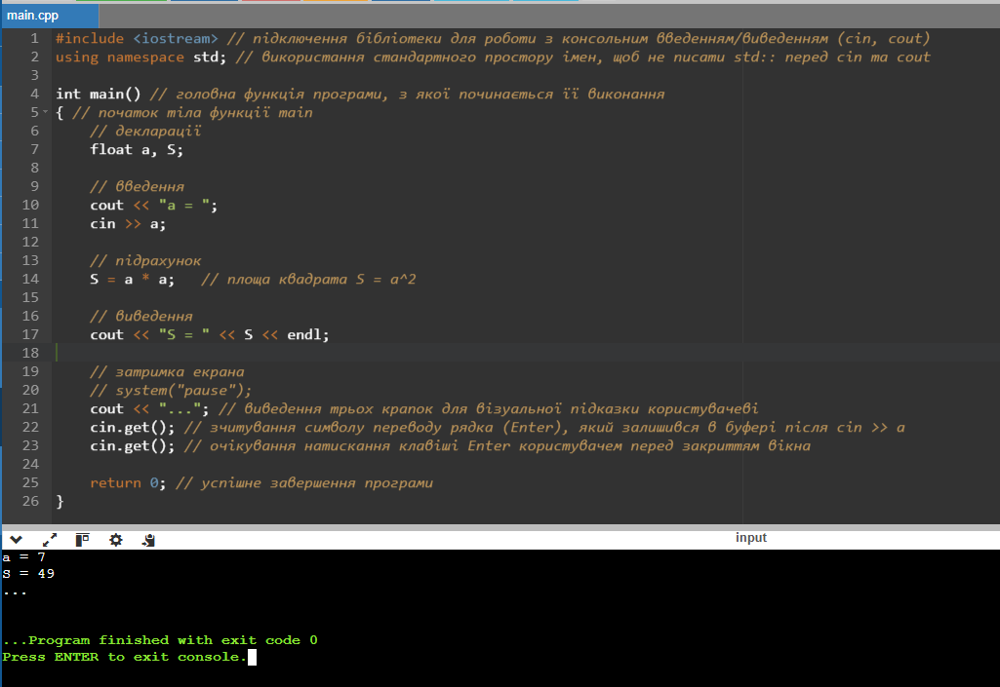 main.cpp
1 #include <iostream> // підключення бібліотеки для роботи з консольним введенням/виведенням (cin, cout)
2 using namespace std; // використання стандартного простору імен, щоб не писати std:: перед cin та cout
3
4 int main() // головна функція програми, з якої починається її виконання
5 { // початок тіла функції main
6 // декларації
7 float a, S;
8
9 // введення
10 cout << "a = ";
11 cin >> a;
12
13 // підрахунок
14 S = a * a; // площа квадрата S = a^2
15
16 // виведення
17 cout << "S = " << S << endl;
18
19 // затримка екрана
20 // system("pause");
21 cout << "..."; // виведення трьох крапок для візуальної підказки користувачеві
22 cin.get(); // зчитування символу переводу рядка (Enter), який залишився в буфері після cin >> a
23 cin.get(); // очікування натискання клавіші Enter користувачем перед закриттям вікна
24
25 return 0; // успішне завершення програми
26 }
input
a = 7
S = 49
...
...Program finished with exit code 0
Press ENTER to exit console.